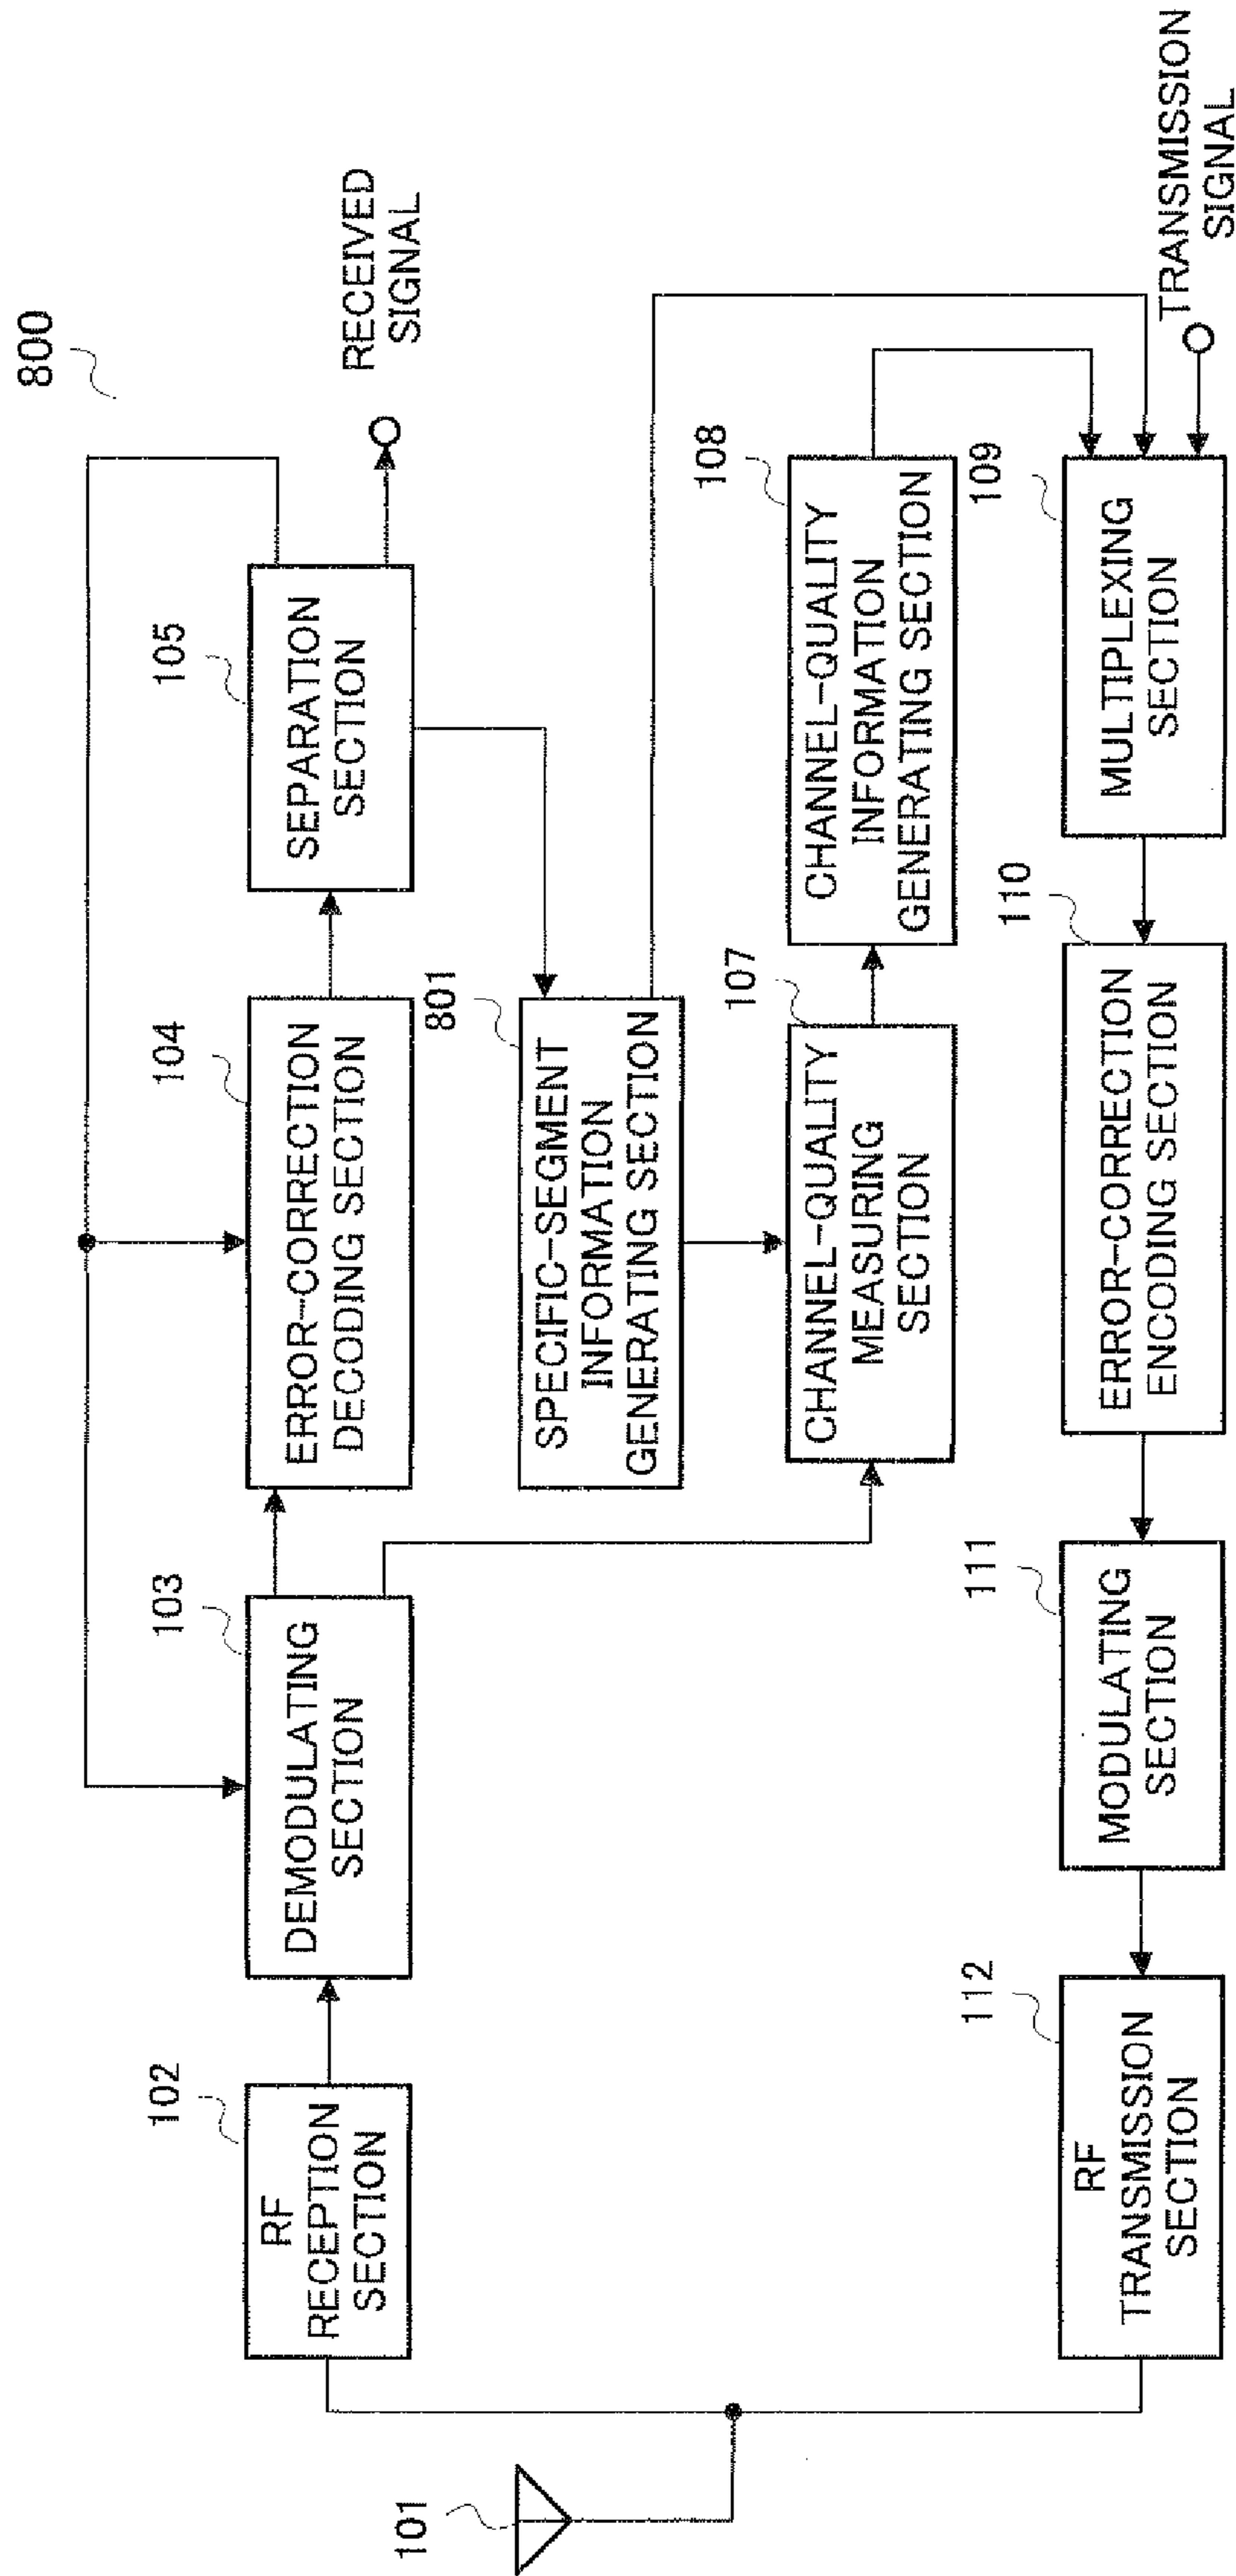 800
105
SEPARATION
SECTION
RECEIVED
SIGNAL
104
ERROR-CORRECTION
DECODING SECTION
103
DEMODULATING
SECTION
102
RF
RECEPTION
SECTION
101
801
SPECIFIC-SEGMENT
INFORMATION
GENERATING SECTION
107
CHANNEL-QUALITY
MEASURING
SECTION
108
CHANNEL-QUALITY
INFORMATION
GENERATING SECTION
109
MULTIPLEXING
SECTION
TRANSMISSION
SIGNAL
110
ERROR-CORRECTION
ENCODING SECTION
111
MODULATING
SECTION
112
RF
TRANSMISSION
SECTION